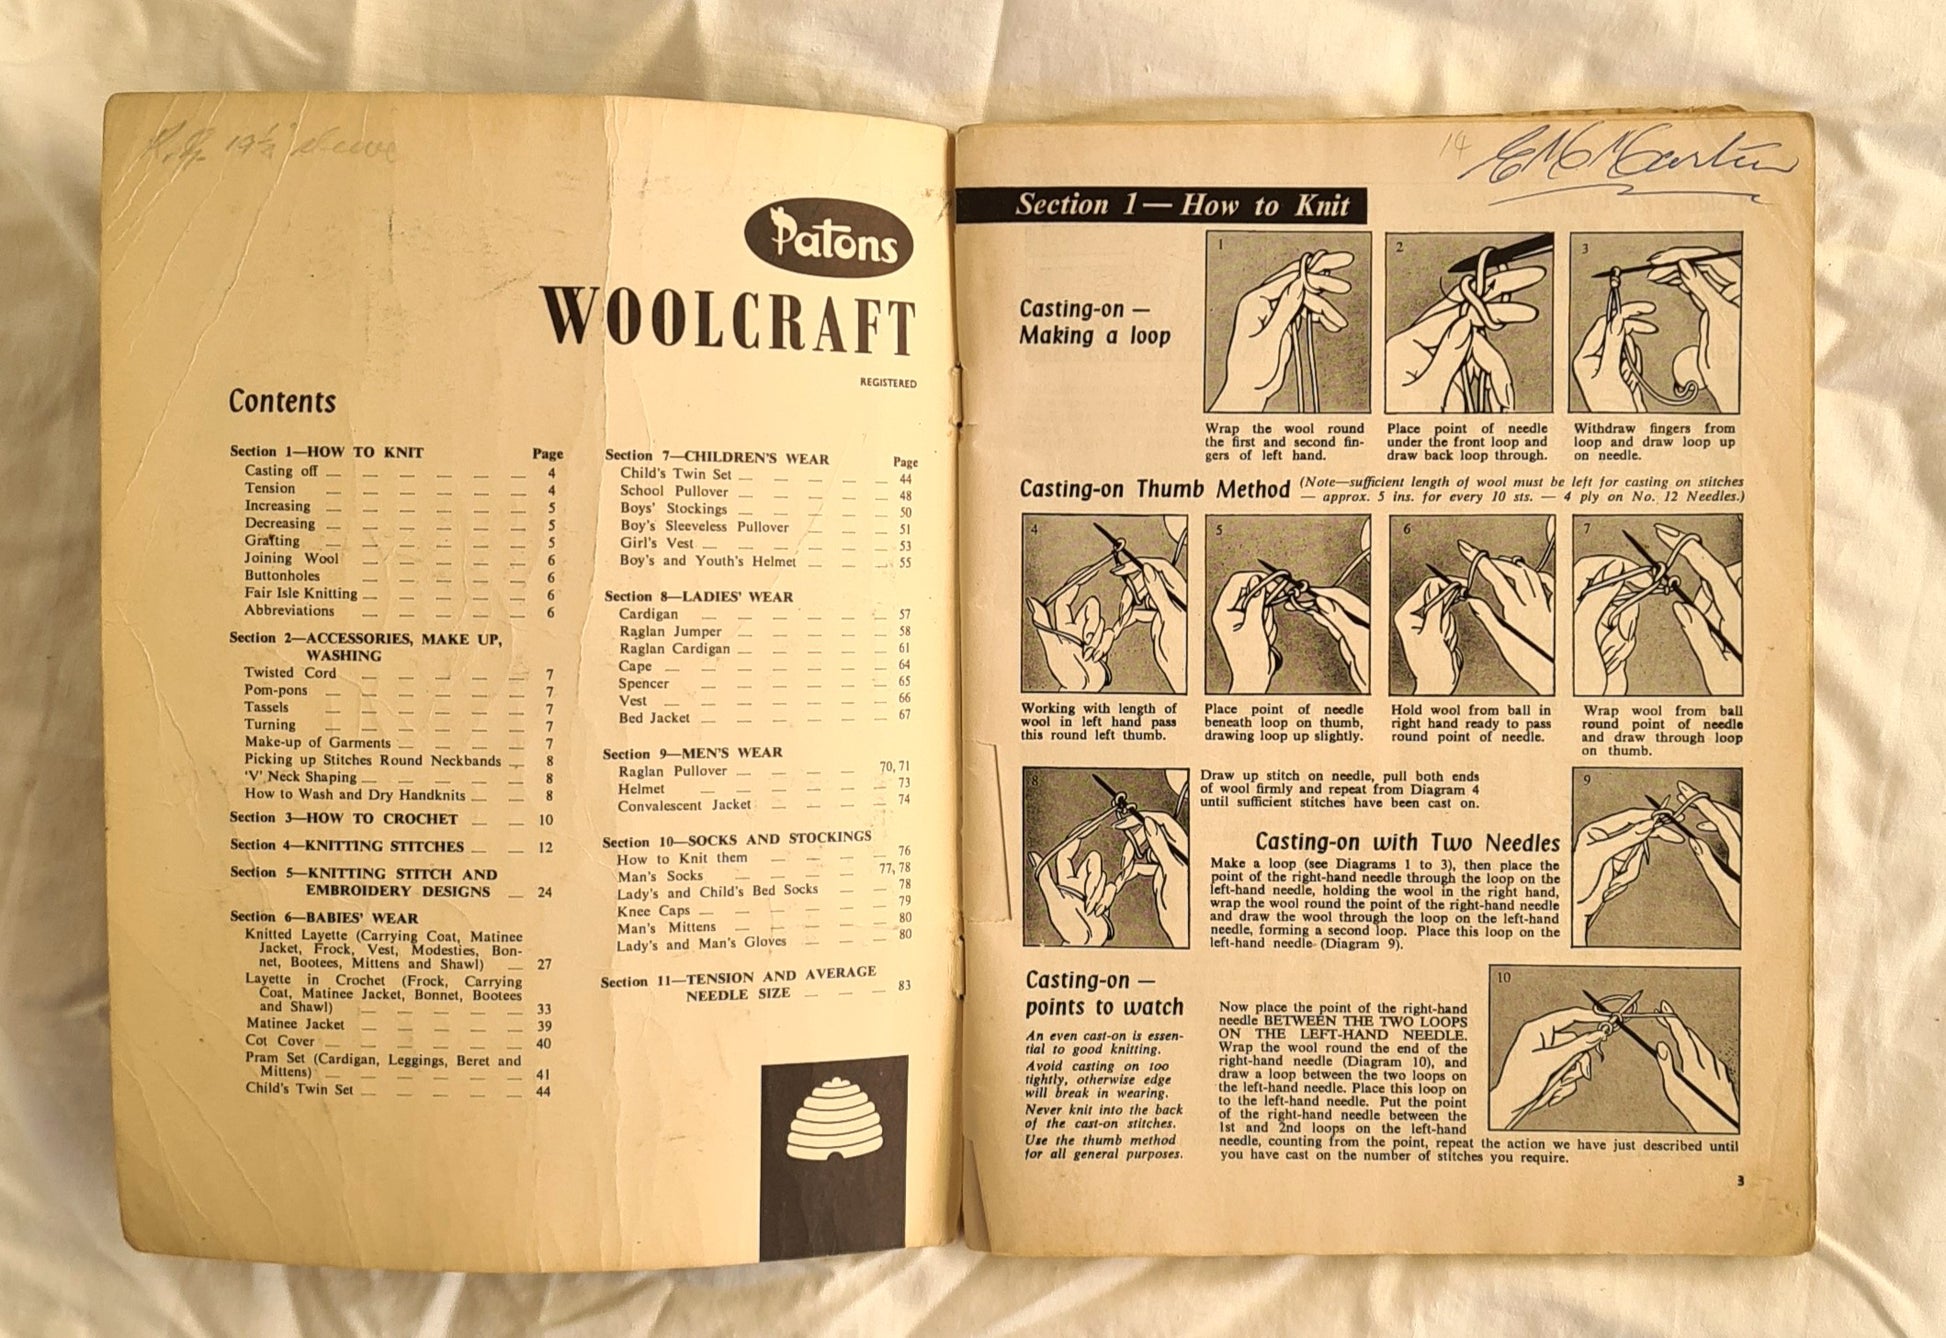 19½" sleeve
Patons
WOOLCRAFT
REGISTERED
Contents
Section 1—HOW TO KNIT Page
Casting off 4
Tension 4
Increasing 5
Decreasing 5
Grafting 5
Joining Wool 6
Buttonholes 6
Fair Isle Knitting 6
Abbreviations 6
Section 2—ACCESSORIES, MAKE UP,
WASHING
Twisted Cord 7
Pom-pons 7
Tassels 7
Turning 7
Make-up of Garments 7
Picking up Stitches Round Neckbands 8
'V' Neck Shaping 8
How to Wash and Dry Handknits 8
Section 3—HOW TO CROCHET 10
Section 4—KNITTING STITCHES 12
Section 5—KNITTING STITCH AND
EMBROIDERY DESIGNS 24
Section 6—BABIES' WEAR
Knitted Layette (Carrying Coat, Matinee
Jacket, Frock, Vest, Modesties, Bon-
net, Bootees, Mittens and Shawl) 27
Layette in Crochet (Frock, Carrying
Coat, Matinee Jacket, Bonnet, Bootees
and Shawl) 33
Matinee Jacket 39
Cot Cover 40
Pram Set (Cardigan, Leggings, Beret and
Mittens) 41
Child's Twin Set 44
Section 7—CHILDREN'S WEAR Page
Child's Twin Set 44
School Pullover 48
Boys' Stockings 50
Boy's Sleeveless Pullover 51
Girl's Vest 53
Boy's and Youth's Helmet 55
Section 8—LADIES' WEAR
Cardigan 57
Raglan Jumper 58
Raglan Cardigan 61
Cape 64
Spencer 65
Vest 66
Bed Jacket 67
Section 9—MEN'S WEAR
Raglan Pullover 70, 71
Helmet 73
Convalescent Jacket 74
Section 10—SOCKS AND STOCKINGS
How to Knit them 76
Man's Socks 77, 78
Lady's and Child's Bed Socks 78
Knee Caps 79
Man's Mittens 80
Lady's and Man's Gloves 80
Section 11—TENSION AND AVERAGE
NEEDLE SIZE 83
14 EM Martin
Section 1—How to Knit
Casting-on —
Making a loop
1
2
3
Wrap the wool round
the first and second fin-
gers of left hand.
Place point of needle
under the front loop and
draw back loop through.
Withdraw fingers from
loop and draw loop up
on needle.
Casting-on Thumb Method (Note—sufficient length of wool must be left for casting on stitches
— approx. 5 ins. for every 10 sts. — 4 ply on No. 12 Needles.)
4
5
6
7
Working with length of
wool in left hand pass
this round left thumb.
Place point of needle
beneath loop on thumb,
drawing loop up slightly.
Hold wool from ball in
right hand ready to pass
round point of needle.
Wrap wool from ball
round point of needle
and draw through loop
on thumb.
8
Draw up stitch on needle, pull both ends
of wool firmly and repeat from Diagram 4
until sufficient stitches have been cast on.
9
Casting-on with Two Needles
Make a loop (see Diagrams 1 to 3), then place the
point of the right-hand needle through the loop on the
left-hand needle, holding the wool in the right hand,
wrap the wool round the point of the right-hand needle
and draw the wool through the loop on the left-hand
needle, forming a second loop. Place this loop on the
left-hand needle (Diagram 9).
Casting-on —
points to watch
An even cast-on is essen-
tial to good knitting.
Avoid casting on too
tightly, otherwise edge
will break in wearing.
Never knit into the back
of the cast-on stitches.
Use the thumb method
for all general purposes.
10
Now place the point of the right-hand
needle BETWEEN THE TWO LOOPS
ON THE LEFT-HAND NEEDLE.
Wrap the wool round the end of the
right-hand needle (Diagram 10), and
draw a loop between the two loops on
the left-hand needle. Place this loop on
to the left-hand needle. Put the point
of the right-hand needle between the
1st and 2nd loops on the left-hand
needle, counting from the point, repeat the action we have just described until
you have cast on the number of stitches you require.
3